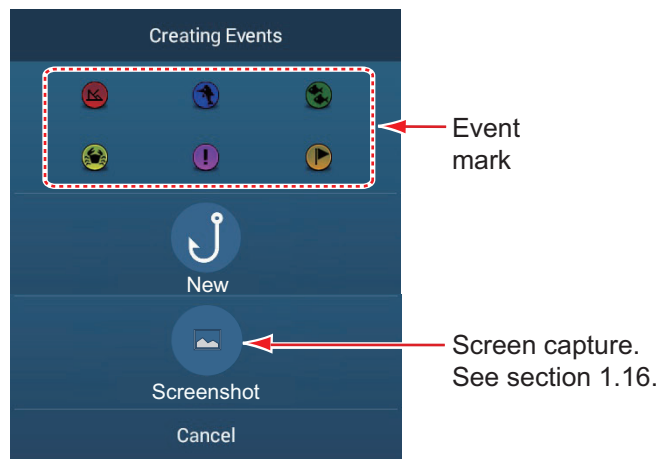 Creating Events
Event
mark
!
New
Screen capture.
See section 1.16.
Screenshot
Cancel